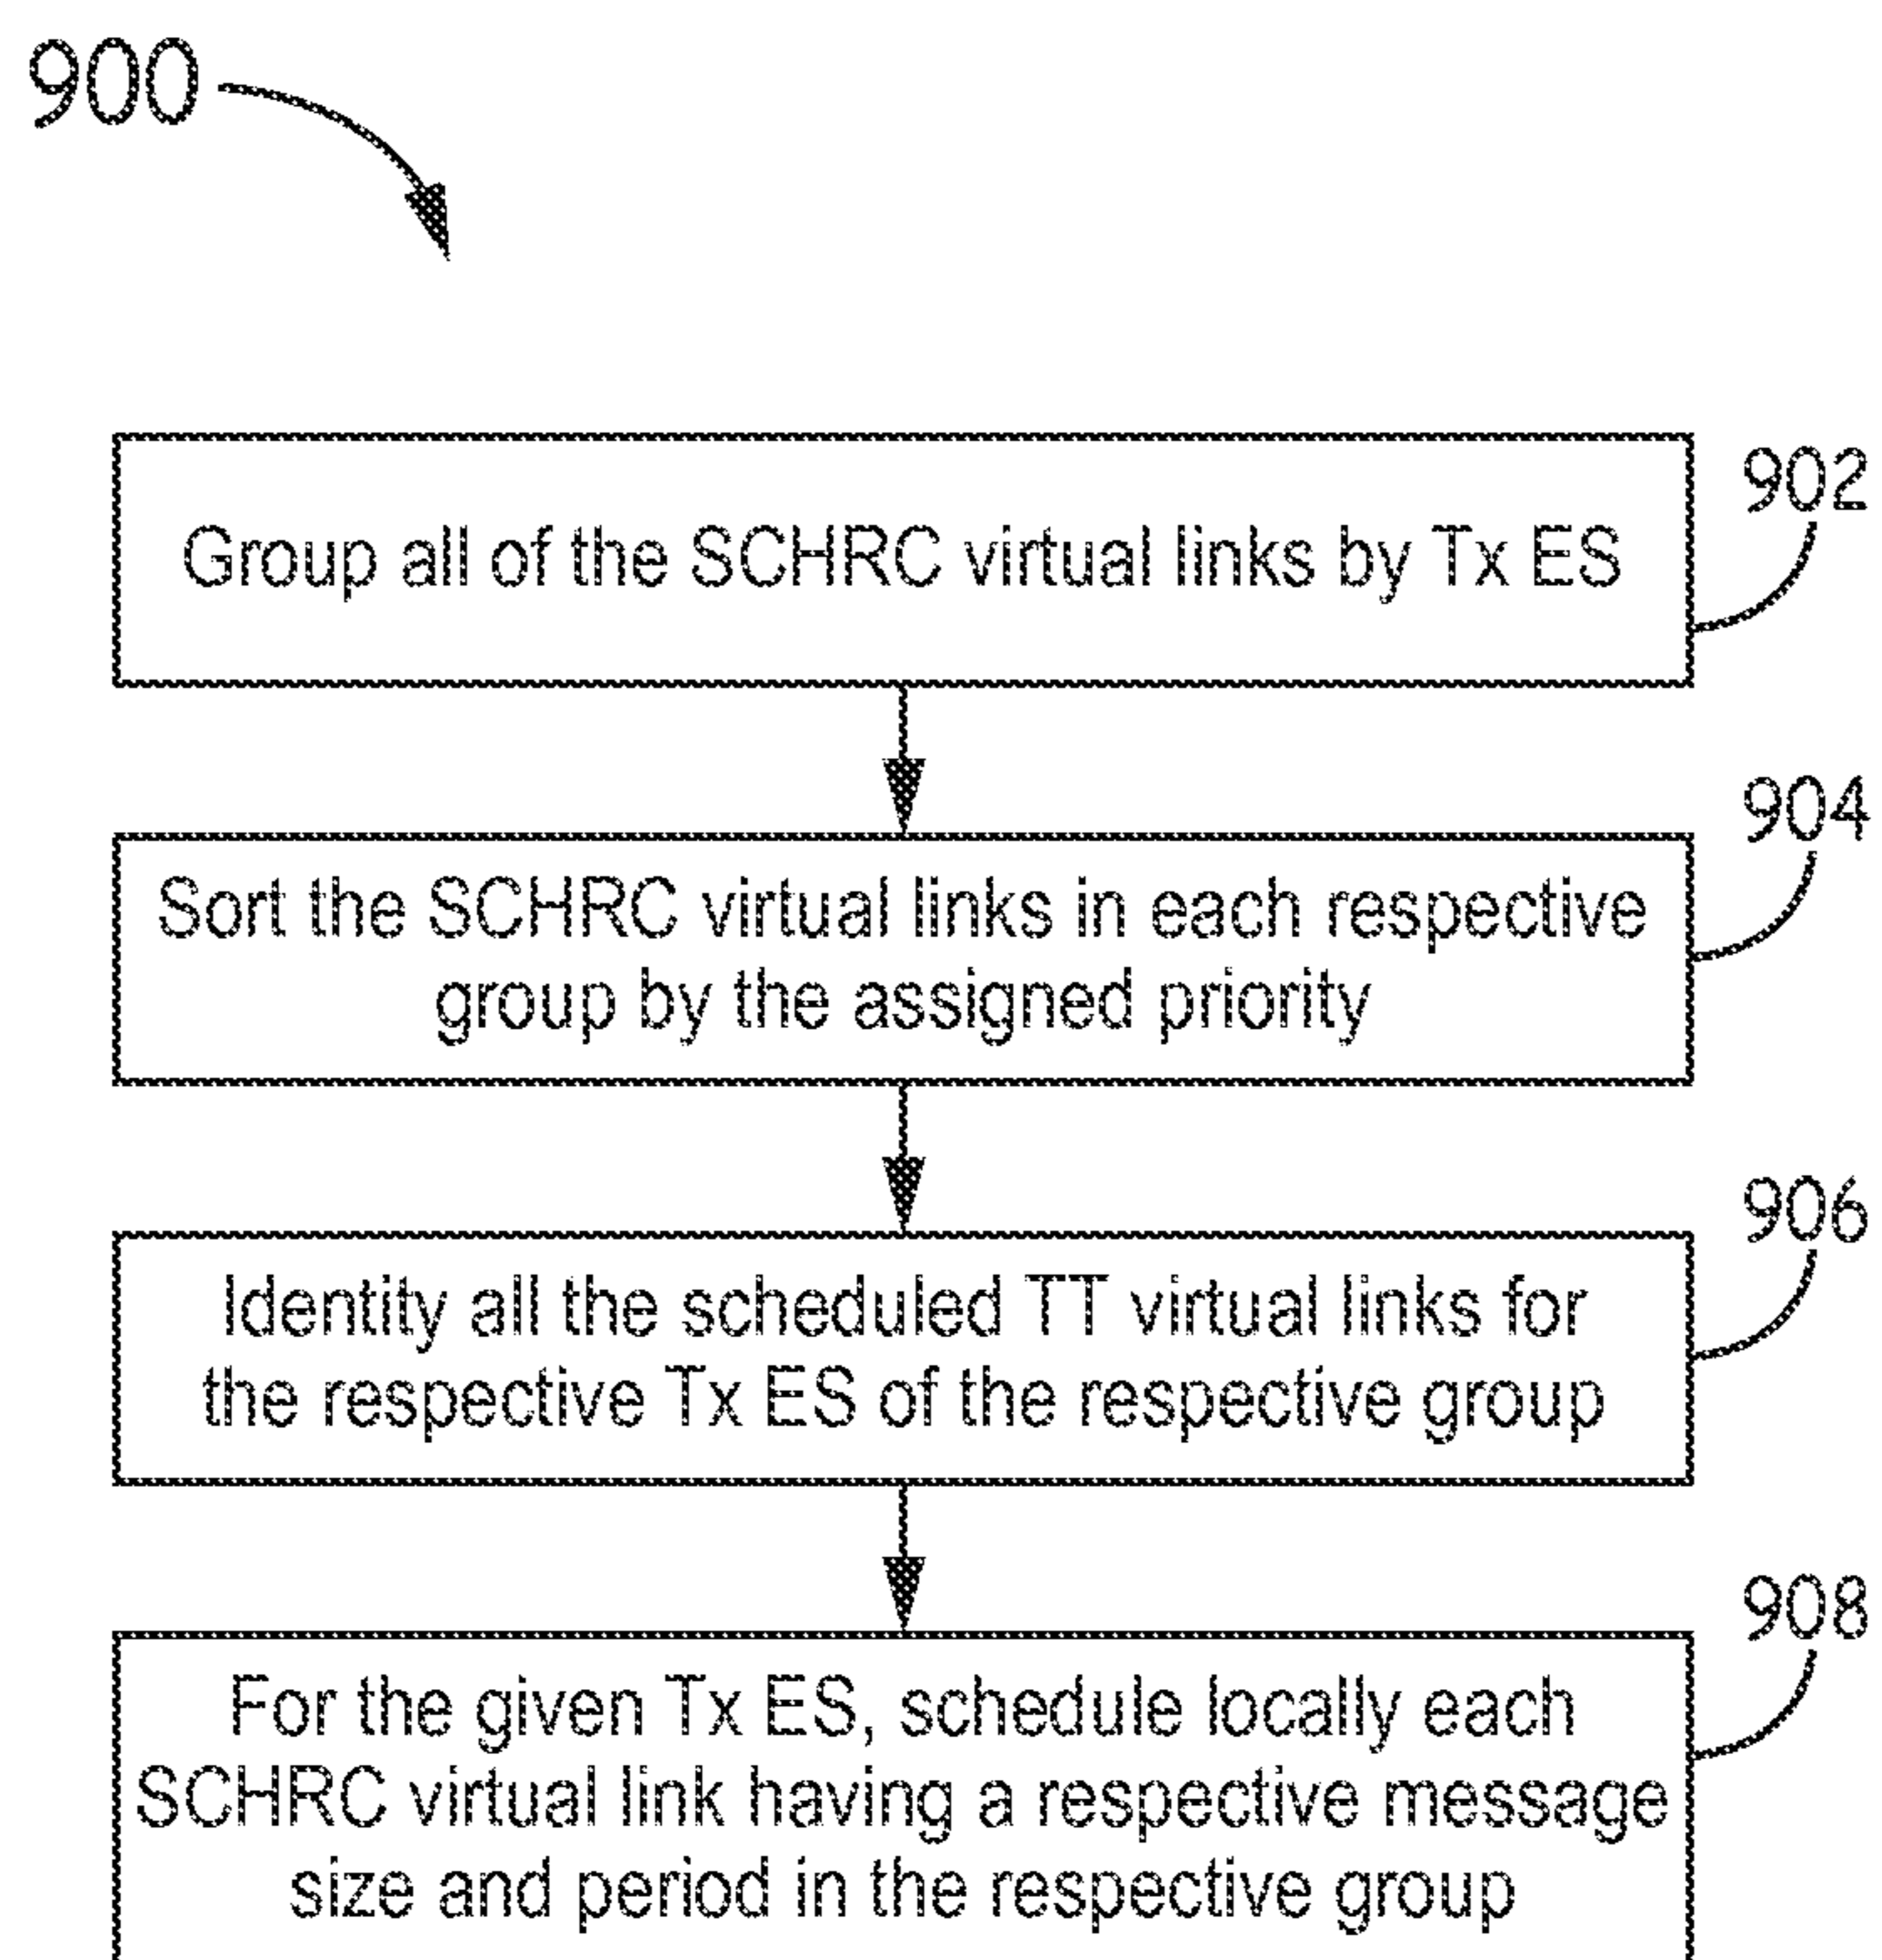 900
902
Group all of the SCHRC virtual links by Tx ES
904
Sort the SCHRC virtual links in each respective
group by the assigned priority
906
Identity all the scheduled TT virtual links for
the respective Tx ES of the respective group
908
For the given Tx ES, schedule locally each
SCHRC virtual link having a respective message
size and period in the respective group